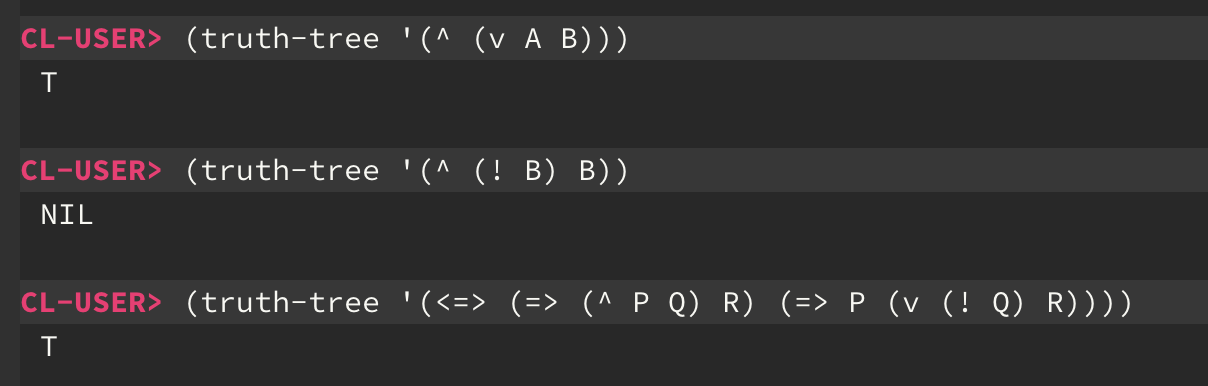 CL-USER> (truth-tree '(^ (v A B)))
T
CL-USER> (truth-tree '(^ (! B) B))
NIL
CL-USER> (truth-tree '(<=> (=> (^ P Q) R) (=> P (v (! Q) R))))
T